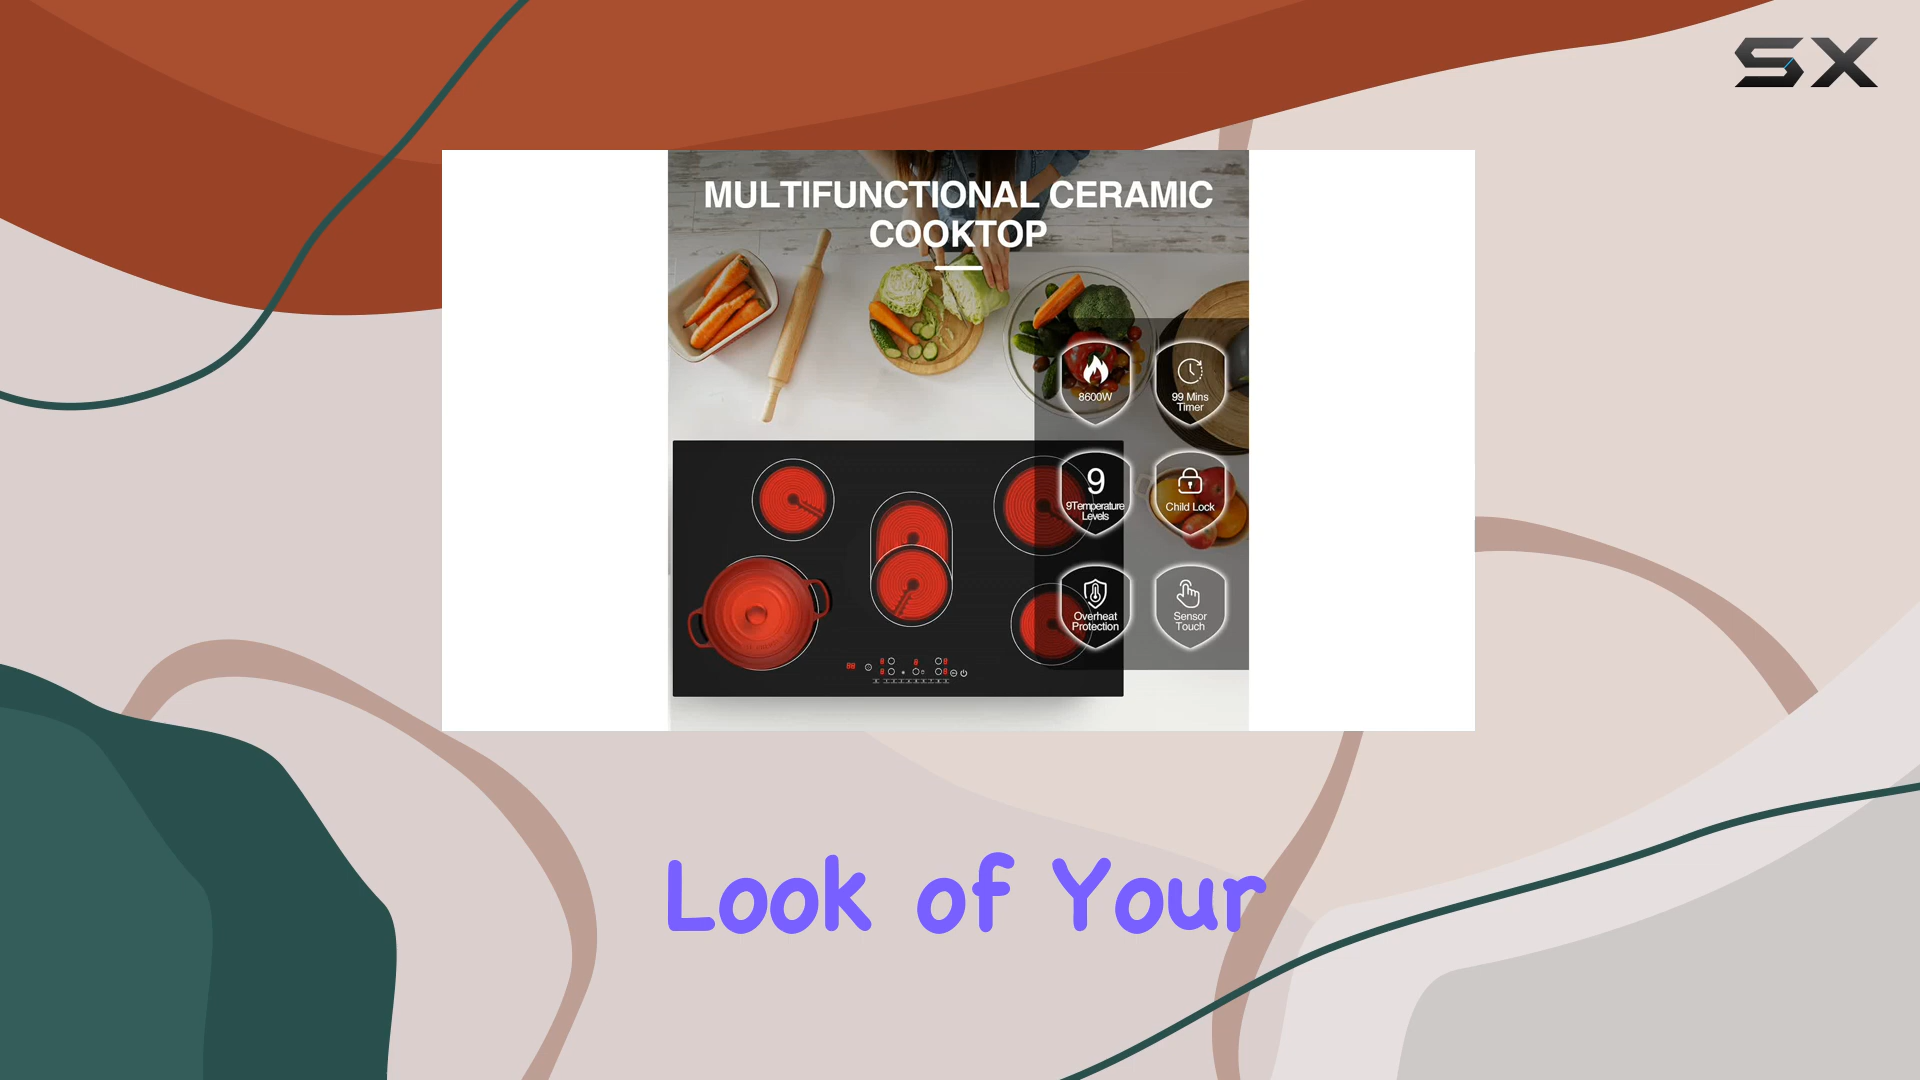 SX
MULTIFUNCTIONAL CERAMIC
COOKTOP
8600W
99 Mins
Timer
9
9Temperature
Levels
Child Lock
Overheat
Protection
Sensor
Touch
Look of Your